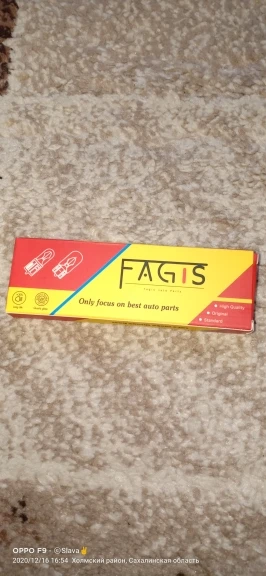 FAGIS
Only focus on best auto parts
High Quality
Original
Standard
OPPO F9 · ©Slava✌
2020/12/16 16:54 Холмский район, Сахалинская область